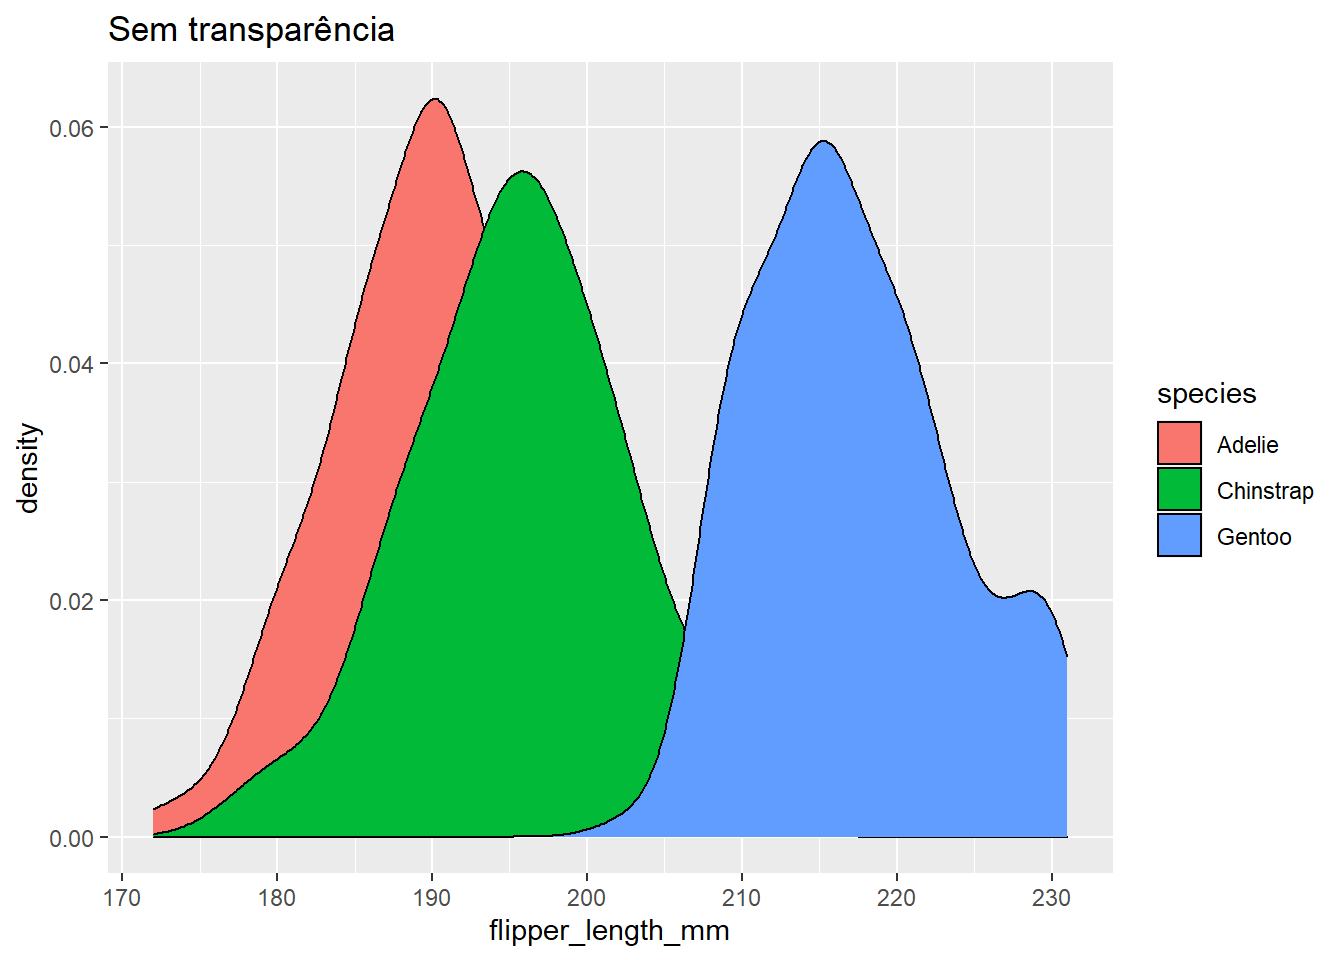 Sem transparência
0.06
0.04
0.02
0.00
density
170 180 190 200 210 220 230
flipper_length_mm
species
Adelie
Chinstrap
Gentoo